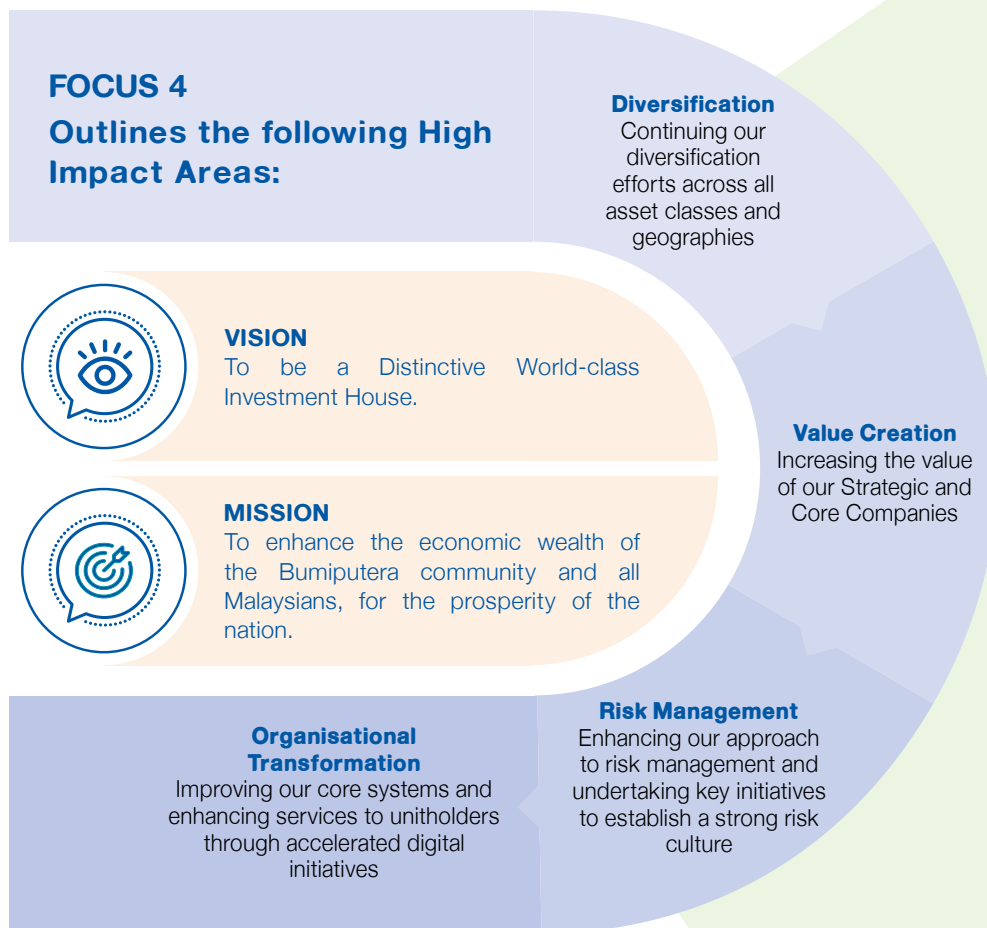 FOCUS 4
Outlines the following High
Impact Areas:
Diversification
Continuing our
diversification
efforts across all
asset classes and
geographies
VISION
To be a Distinctive World-class
Investment House.
Value Creation
Increasing the value
of our Strategic and
Core Companies
MISSION
To enhance the economic wealth of
the Bumiputera community and all
Malaysians, for the prosperity of the
nation.
Risk Management
Enhancing our approach
to risk management and
undertaking key initiatives
to establish a strong risk
culture
Organisational
Transformation
Improving our core systems and
enhancing services to unitholders
through accelerated digital
initiatives